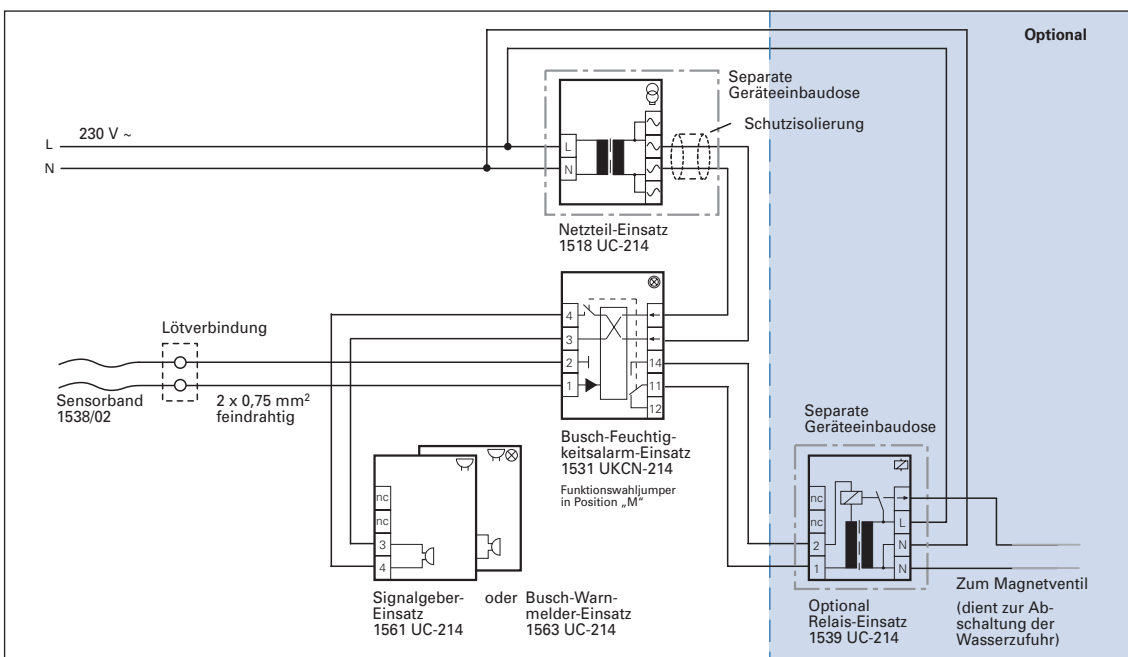 Optional
Separate
Geräteeinbaudose
Schutzisolierung
230 V ~
L
N
L
N
Netzteil-Einsatz
1518 UC-214
Lötverbindung
4
3
2
1
14
11
12
Sensorband
1538/02
2 x 0,75 mm²
feindrahtig
Busch-Feuchtig-
keitsalarm-Einsatz
1531 UKCN-214
Funktionswahljumper
in Position „M“
nc
nc
3
4
Signalgeber-
Einsatz
1561 UC-214
oder
Busch-Warn-
melder-Einsatz
1563 UC-214
Separate
Geräteeinbaudose
nc
nc
2
1
L
N
N
Optional
Relais-Einsatz
1539 UC-214
Zum Magnetventil
(dient zur Ab-
schaltung der
Wasserzufuhr)